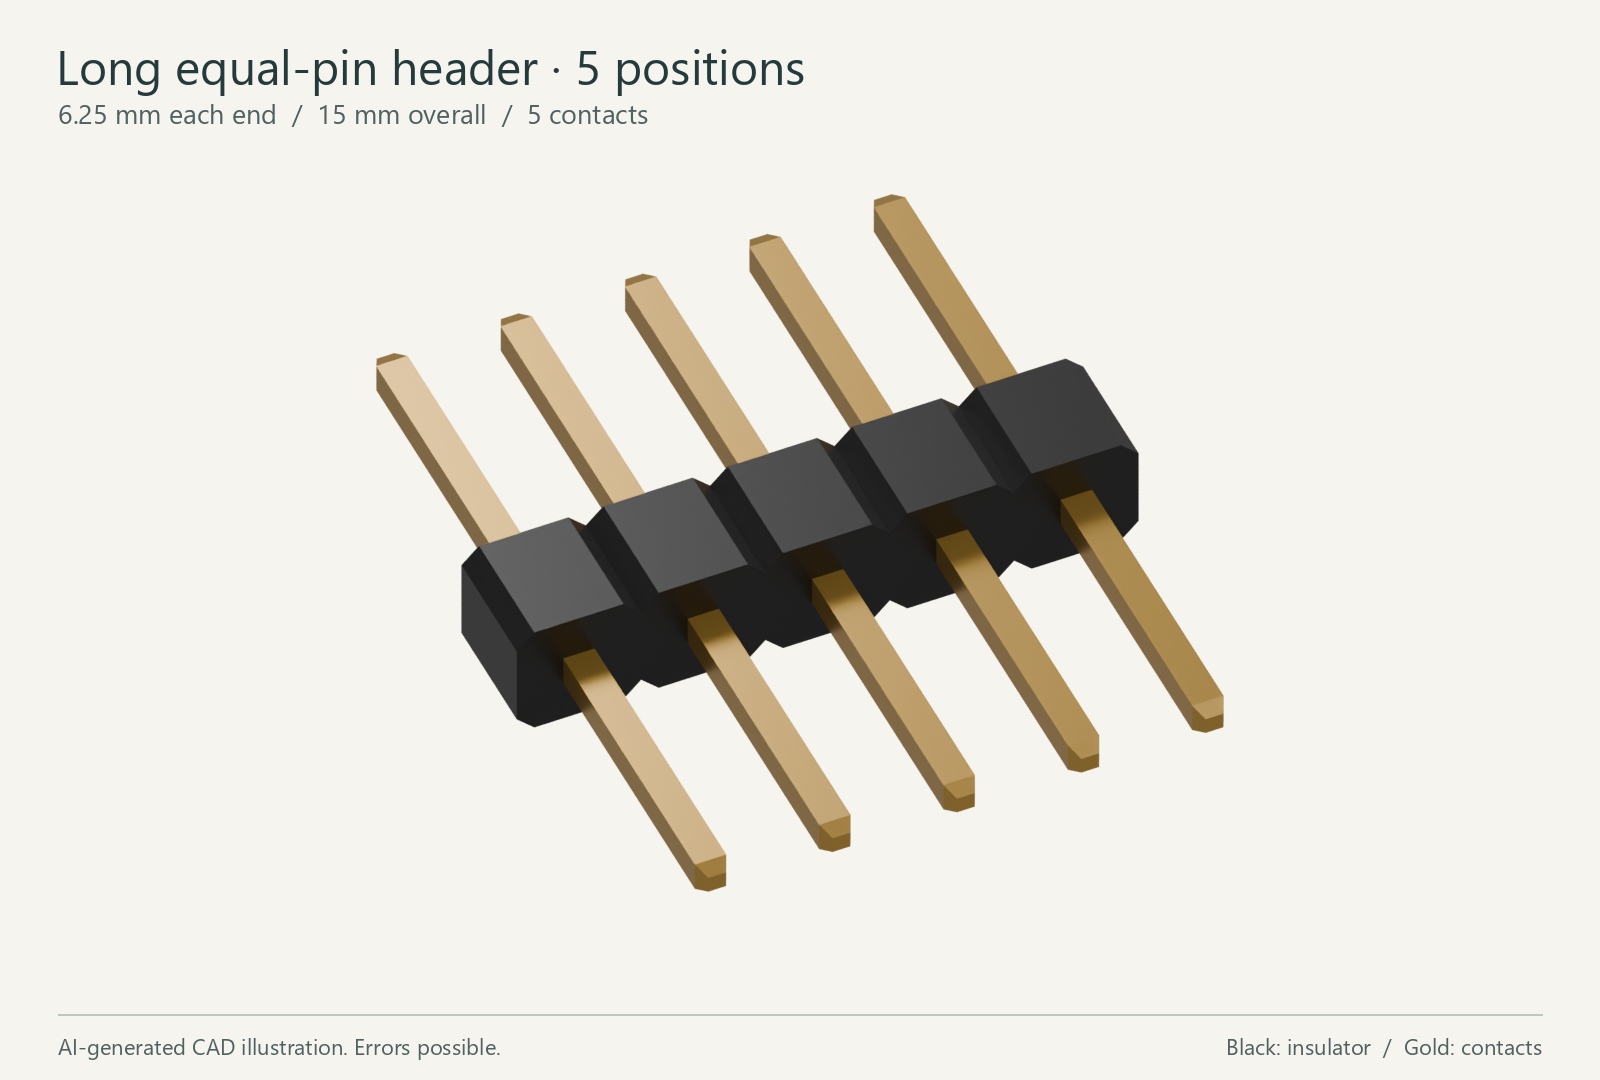 Long equal-pin header · 5 positions
6.25 mm each end / 15 mm overall / 5 contacts
AI-generated CAD illustration. Errors possible.
Black: insulator / Gold: contacts